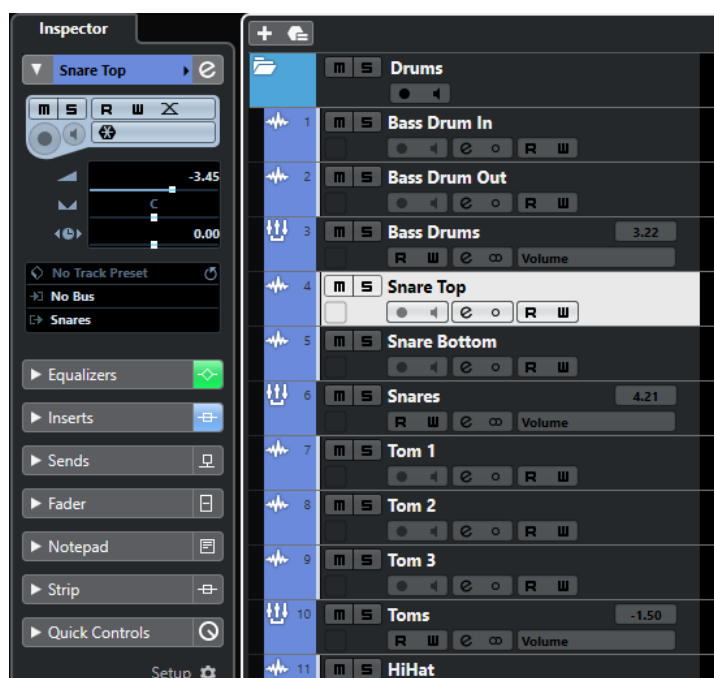 Inspector
Snare Top
m S R W
-3.45
C
0.00
No Track Preset
No Bus
Snares
Equalizers
Inserts
Sends
Fader
Notepad
Strip
Quick Controls
Setup
m S Drums
1 m S Bass Drum In
e R W
2 m S Bass Drum Out
e R W
3 m S Bass Drums 3.22
R W e Volume
4 m S Snare Top
e R W
5 m S Snare Bottom
e R W
6 m S Snares 4.21
R W e Volume
7 m S Tom 1
e R W
8 m S Tom 2
e R W
9 m S Tom 3
e R W
10 m S Toms -1.50
R W e Volume
11 m S HiHat